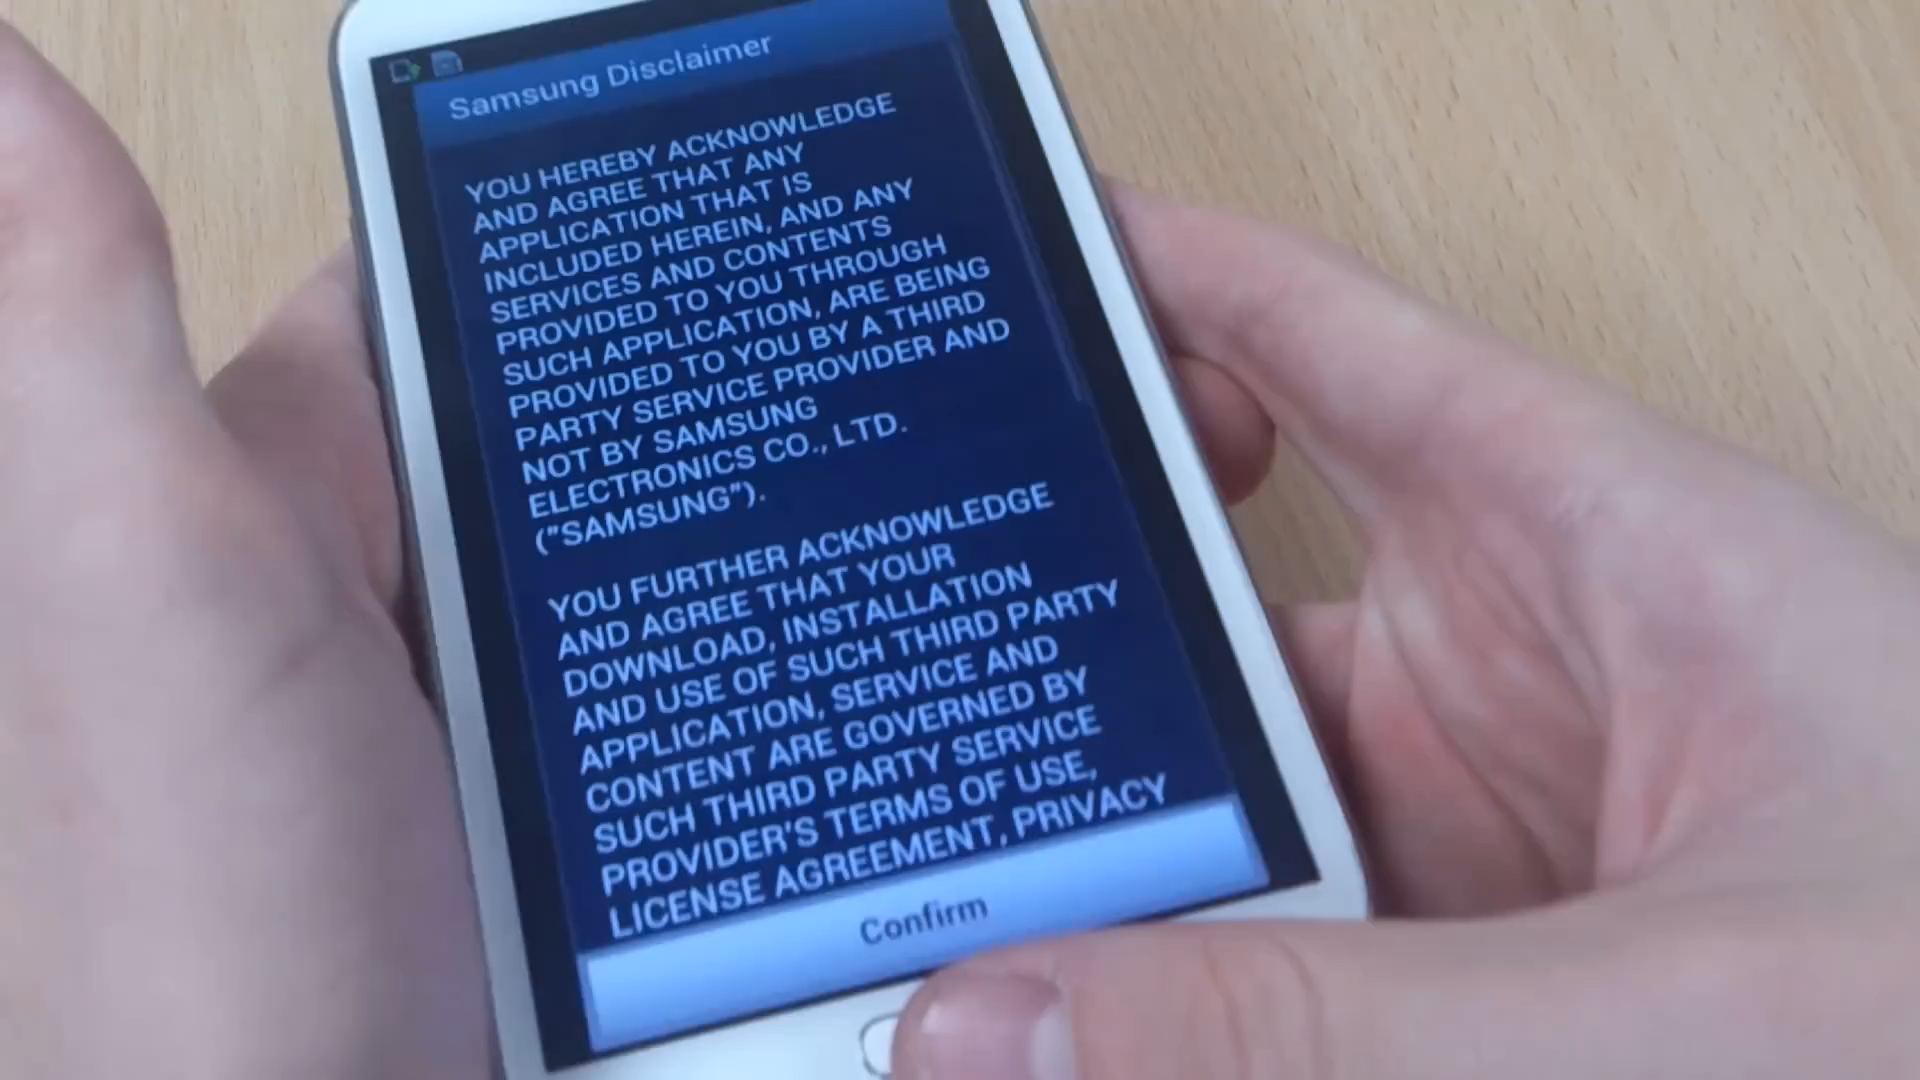 Samsung Disclaimer
YOU HEREBY ACKNOWLEDGE
AND AGREE THAT ANY
APPLICATION THAT IS
INCLUDED HEREIN, AND ANY
SERVICES AND CONTENTS
PROVIDED TO YOU THROUGH
SUCH APPLICATION, ARE BEING
PROVIDED TO YOU BY A THIRD
PARTY SERVICE PROVIDER AND
NOT BY SAMSUNG
ELECTRONICS CO., LTD.
("SAMSUNG").
YOU FURTHER ACKNOWLEDGE
AND AGREE THAT YOUR
DOWNLOAD, INSTALLATION
AND USE OF SUCH THIRD PARTY
APPLICATION, SERVICE AND
CONTENT ARE GOVERNED BY
SUCH THIRD PARTY SERVICE
PROVIDER'S TERMS OF USE,
LICENSE AGREEMENT, PRIVACY
Confirm